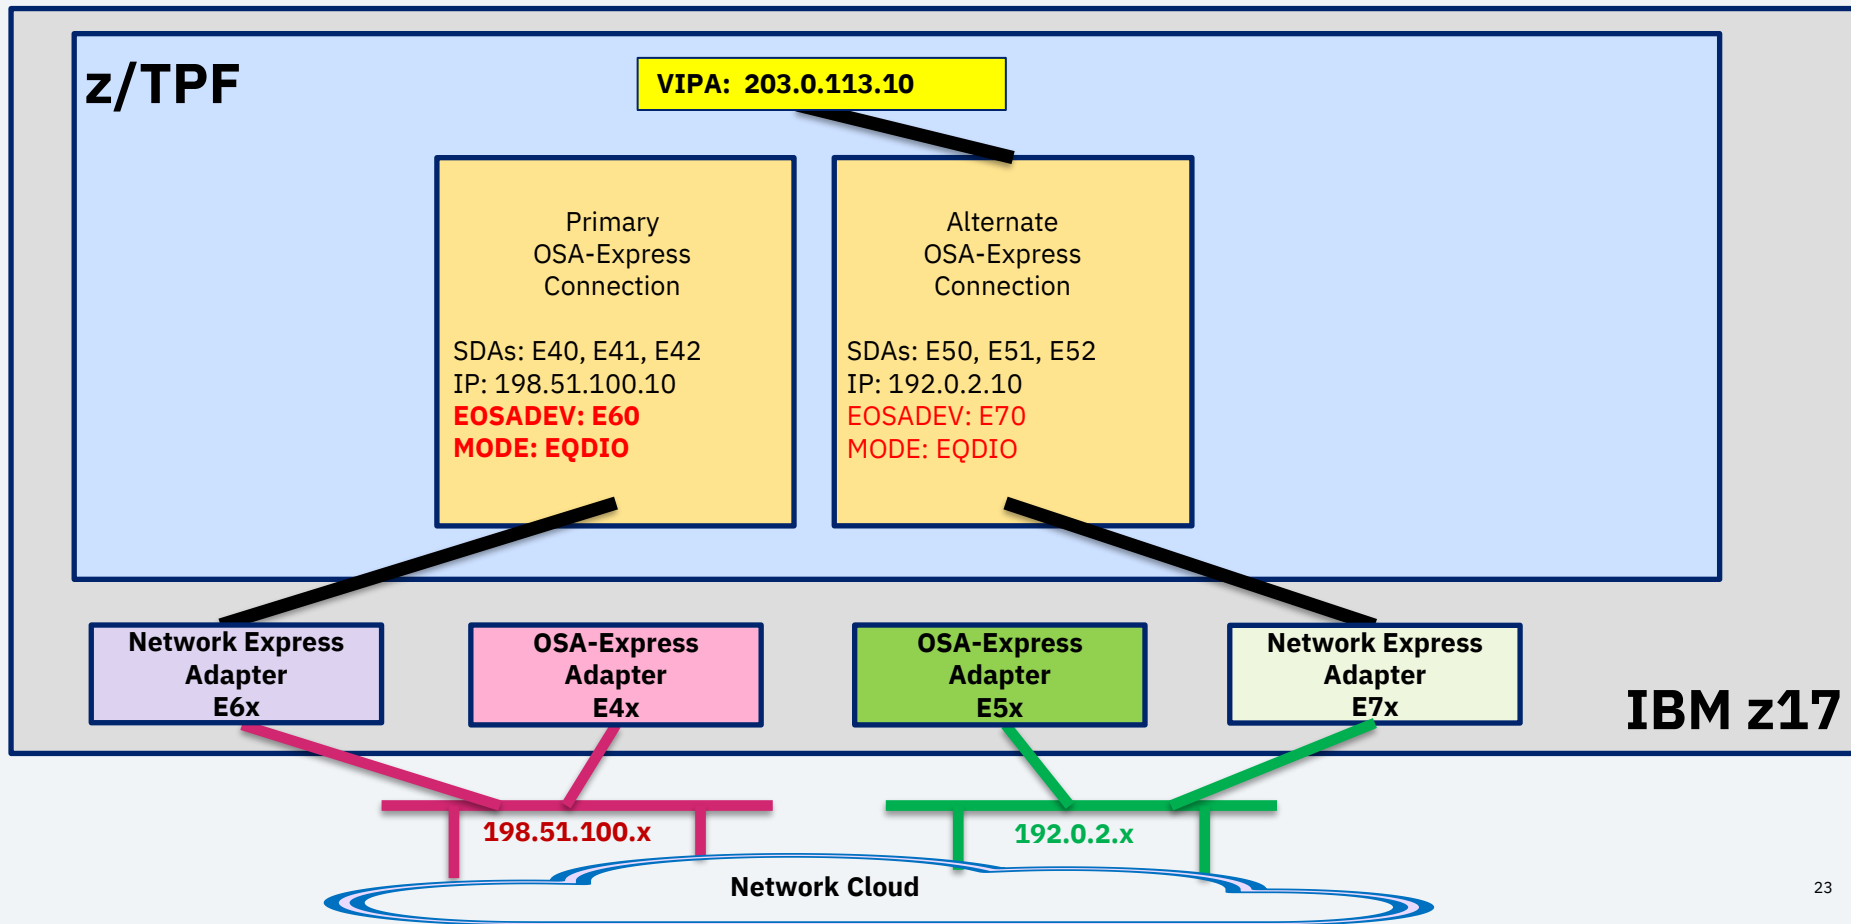 z/TPF
VIPA: 203.0.113.10
Primary
OSA-Express
Connection
SDAs: E40, E41, E42
IP: 198.51.100.10
EOSADEV: E60
MODE: EQDIO
Alternate
OSA-Express
Connection
SDAs: E50, E51, E52
IP: 192.0.2.10
EOSADEV: E70
MODE: EQDIO
Network Express
Adapter
E6x
OSA-Express
Adapter
E4x
OSA-Express
Adapter
E5x
Network Express
Adapter
E7x
IBM z17
198.51.100.x
192.0.2.x
Network Cloud
23